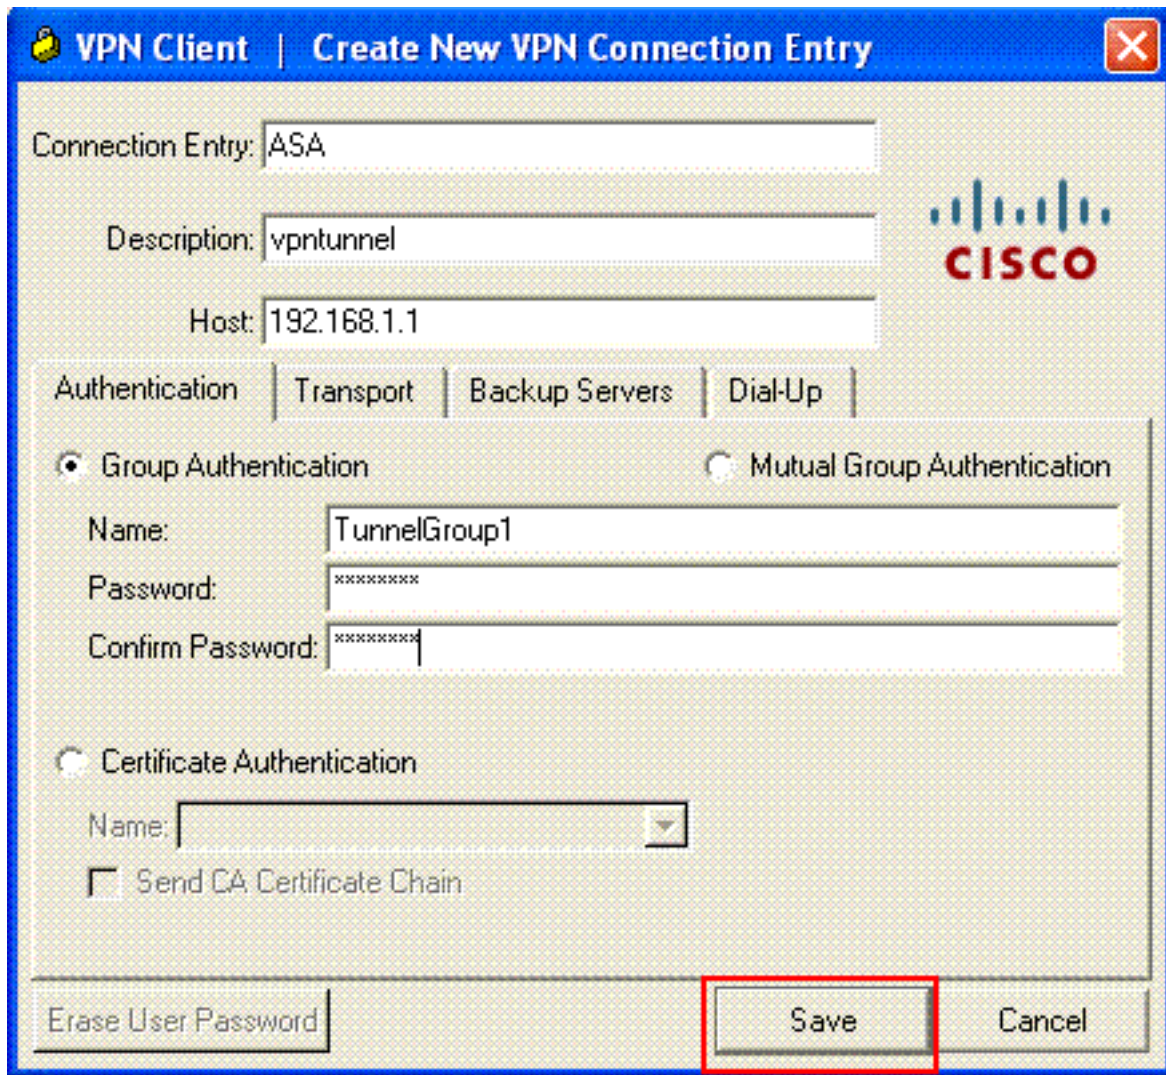 VPN Client | Create New VPN Connection Entry
Connection Entry: ASA
Description: vpntunnel
CISCO
Host: 192.168.1.1
Authentication Transport Backup Servers Dial-Up
Group Authentication Mutual Group Authentication
Name: TunnelGroup1
Password: ********
Confirm Password: ********
Certificate Authentication
Name:
Send CA Certificate Chain
Erase User Password Save Cancel